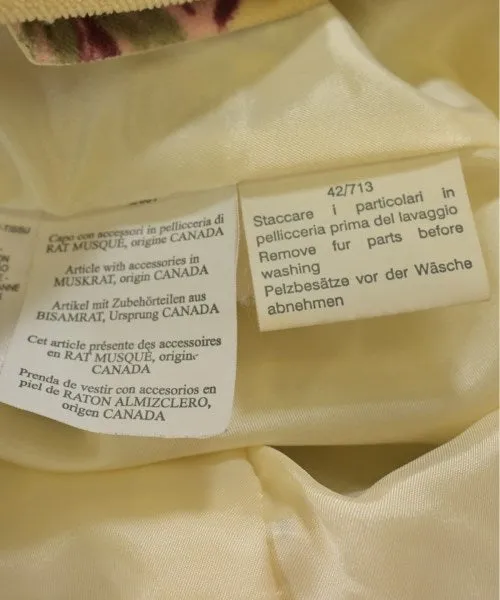 Capo con accessori in pellicceria di
RAT MUSQUÈ, origine CANADA
Article with accessories in
MUSKRAT, origin CANADA
Artikel mit Zubehörteilen aus
BISAMRAT, Ursprung CANADA
Cet article présente des accessoires
en RAT MUSQUÈ, origine
CANADA
Prenda de vestir con accesorios en
piel de RATON ALMIZCLERO,
origen CANADA
42/713
Staccare i particolari in
pellicceria prima del lavaggio
Remove fur parts before
washing
Pelzbesätze vor der Wäsche
abnehmen